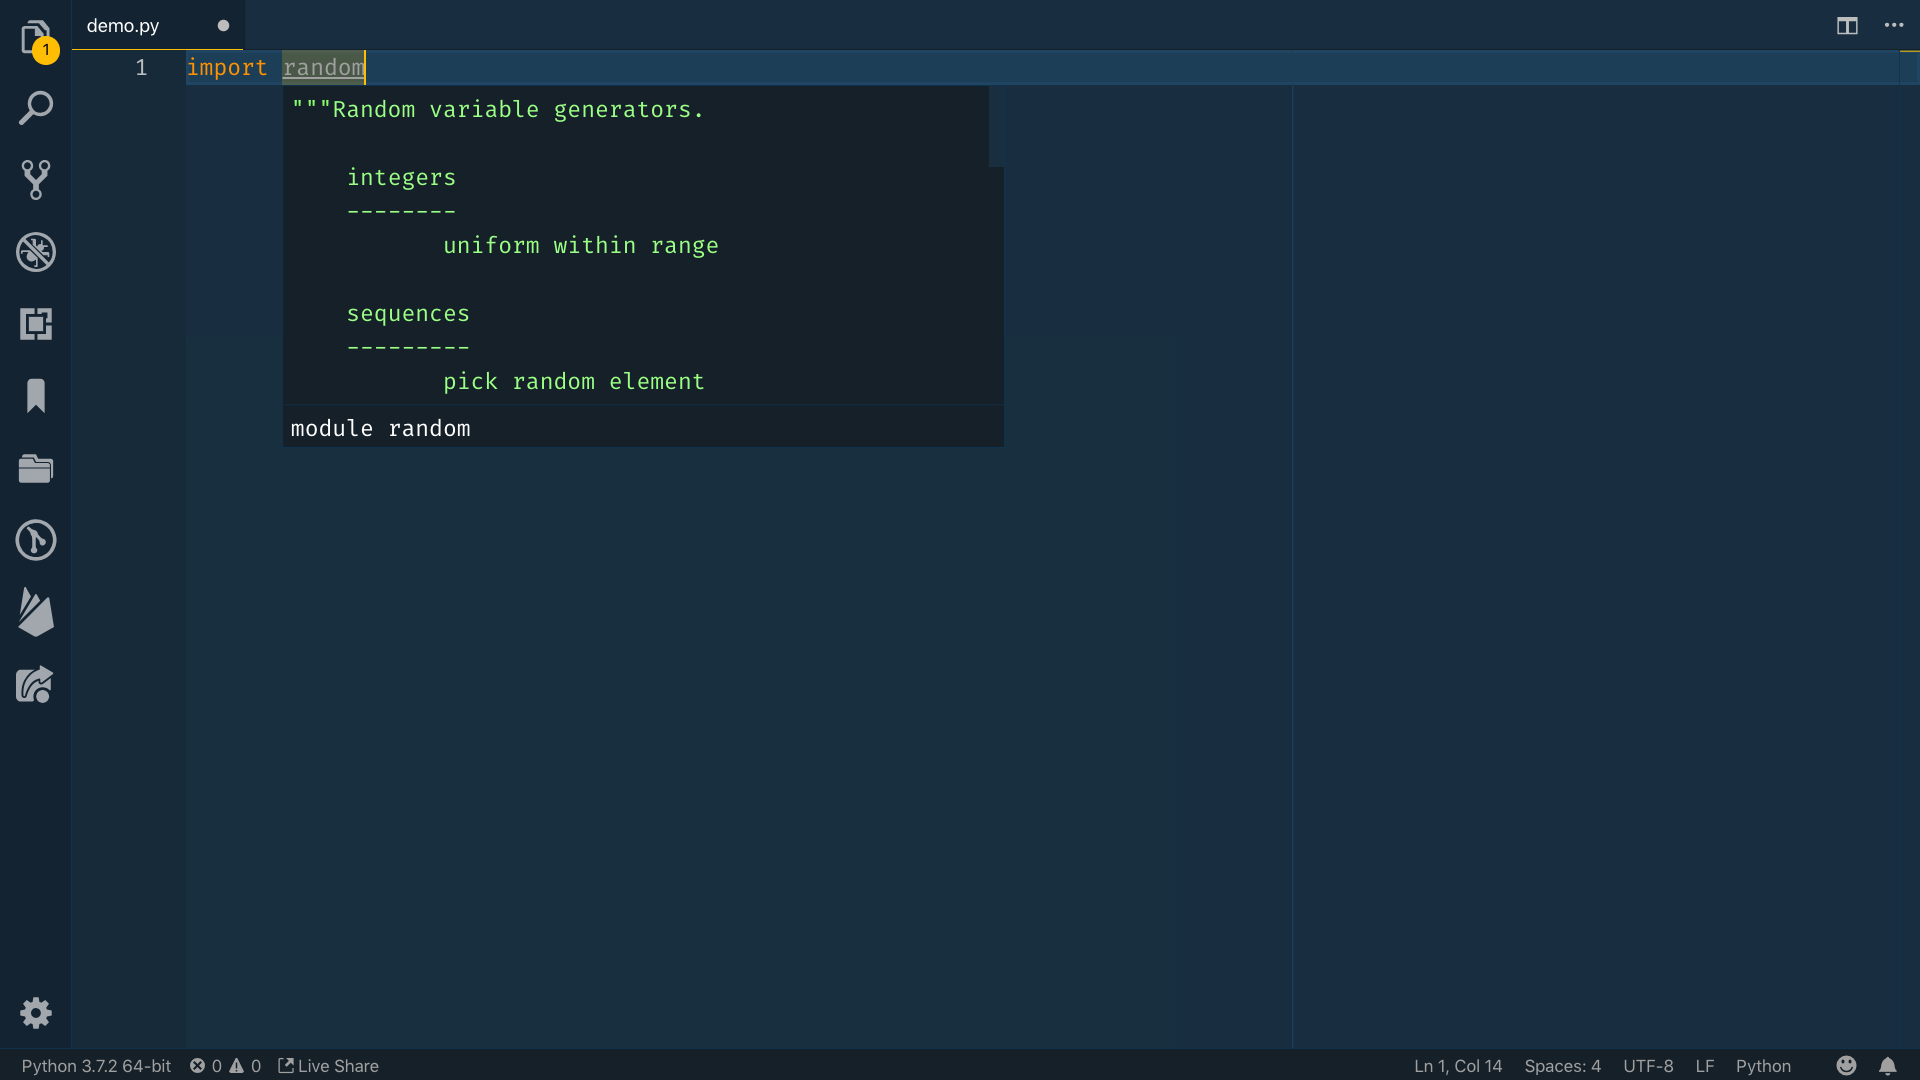 demo.py
1
1 import random
"""Random variable generators.
integers
--------
uniform within range
sequences
---------
pick random element
module random
Python 3.7.2 64-bit 0 0 Live Share Ln 1, Col 14 Spaces: 4 UTF-8 LF Python